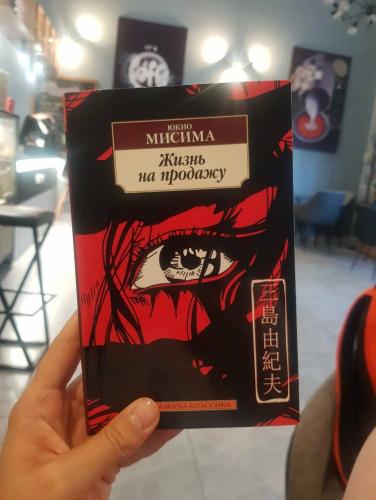 ЮКИО
МИСИМА
Жизнь
на продажу
三島由紀夫
АЗБУКА-КЛАССИКА